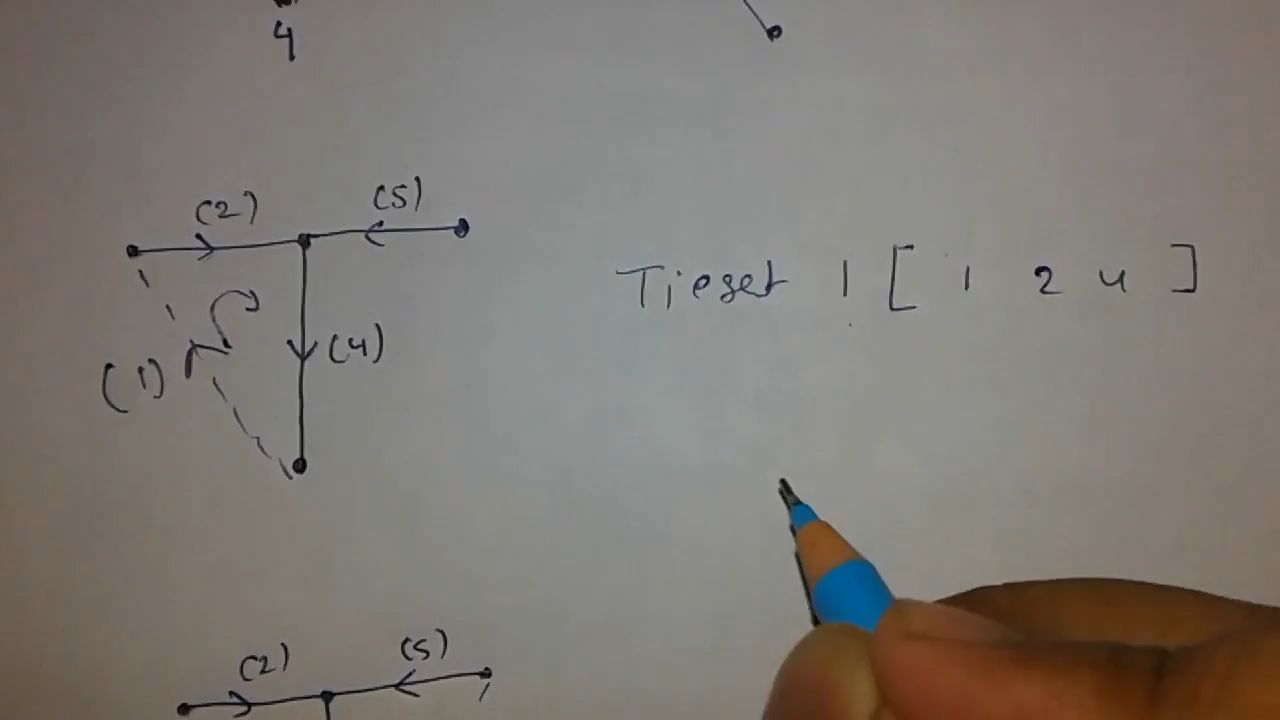 4
(2) (5)
Tieset 1 [ 1 2 4 ]
(1) (4)
(2) (5)